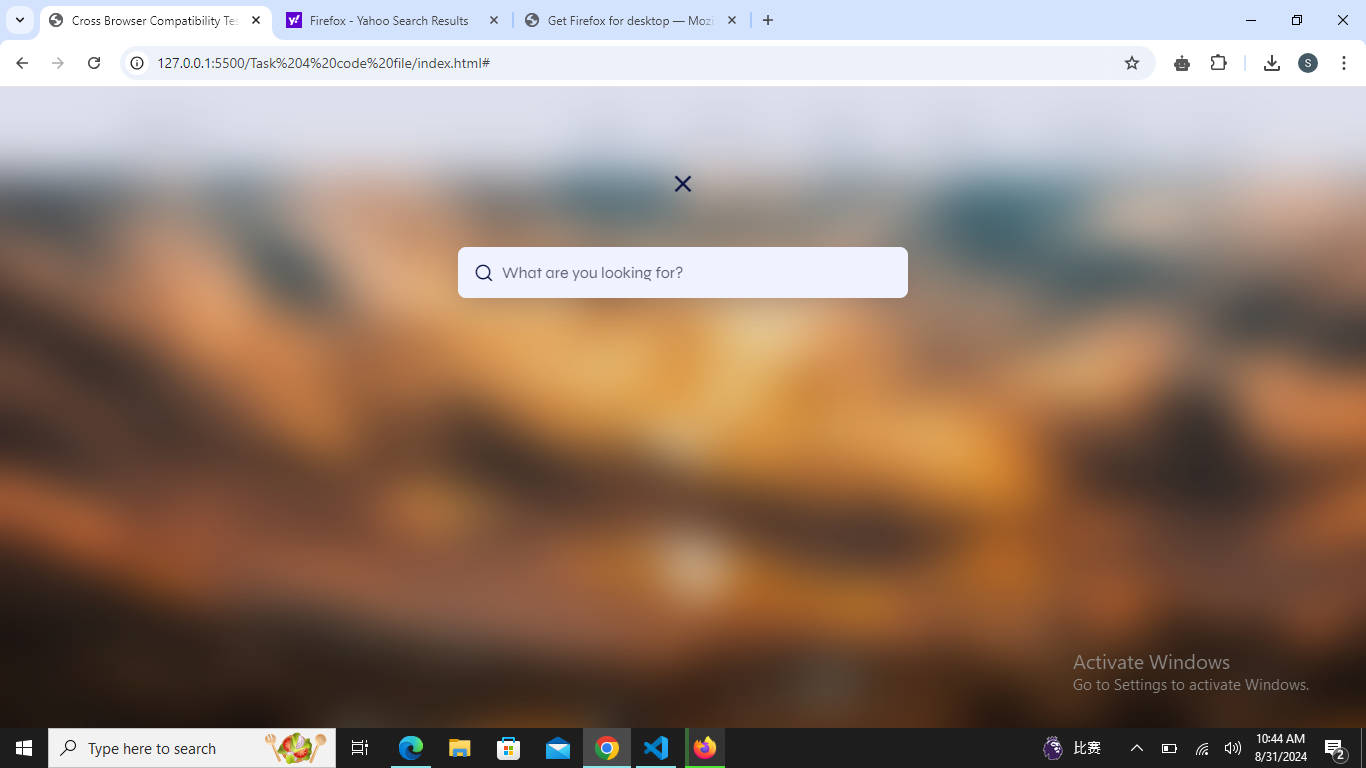 Cross Browser Compatibility Tes
Firefox - Yahoo Search Results
Get Firefox for desktop — Mozi
127.0.0.1:5500/Task%204%20code%20file/index.html#
S
What are you looking for?
Activate Windows
Go to Settings to activate Windows.
Type here to search
比赛
10:44 AM
8/31/2024
2